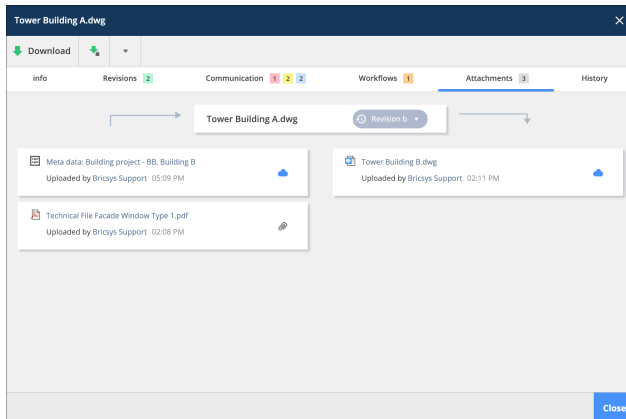 Tower Building A.dwg
Download
info Revisions 2 Communication 1 2 2 Workflows 1 Attachments 3 History
Tower Building A.dwg Revision b
Meta data: Building project - BB, Building B
Uploaded by Bricsys Support 05:09 PM
Tower Building B.dwg
Uploaded by Bricsys Support 02:11 PM
Technical File Facade Window Type 1.pdf
Uploaded by Bricsys Support 02:08 PM
Close